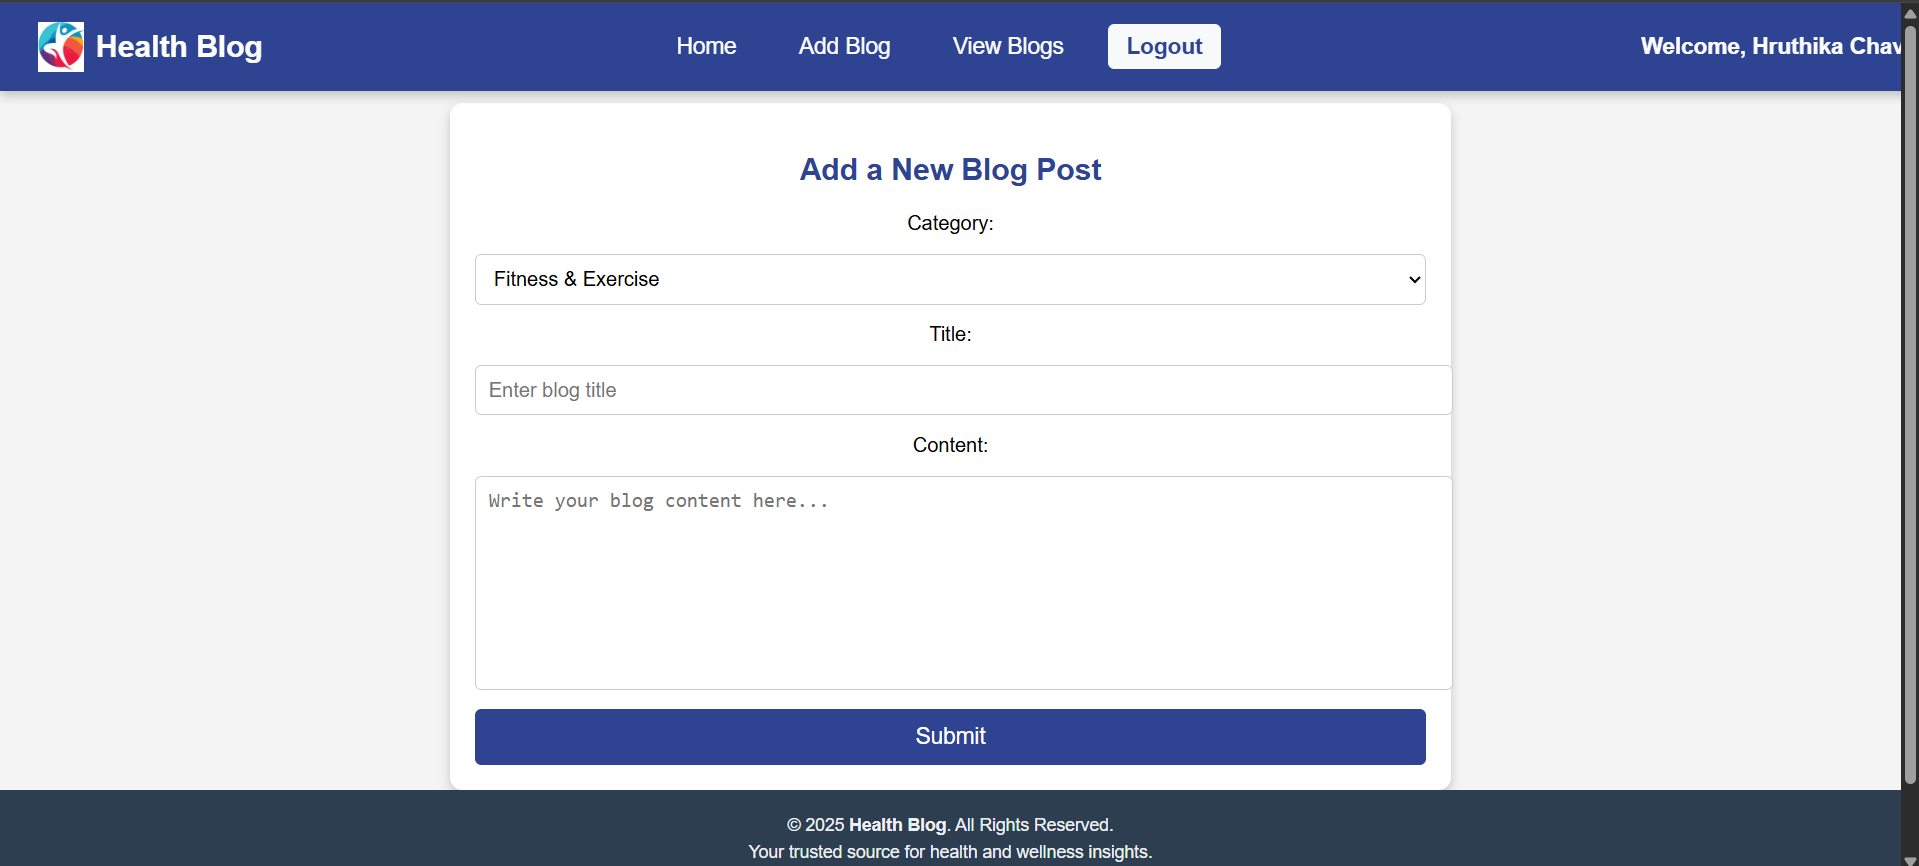 Health Blog
Home
Add Blog
View Blogs
Logout
Welcome, Hruthika Chav
Add a New Blog Post
Category:
Fitness & Exercise
Title:
Enter blog title
Content:
Write your blog content here...
Submit
© 2025 Health Blog. All Rights Reserved.
Your trusted source for health and wellness insights.